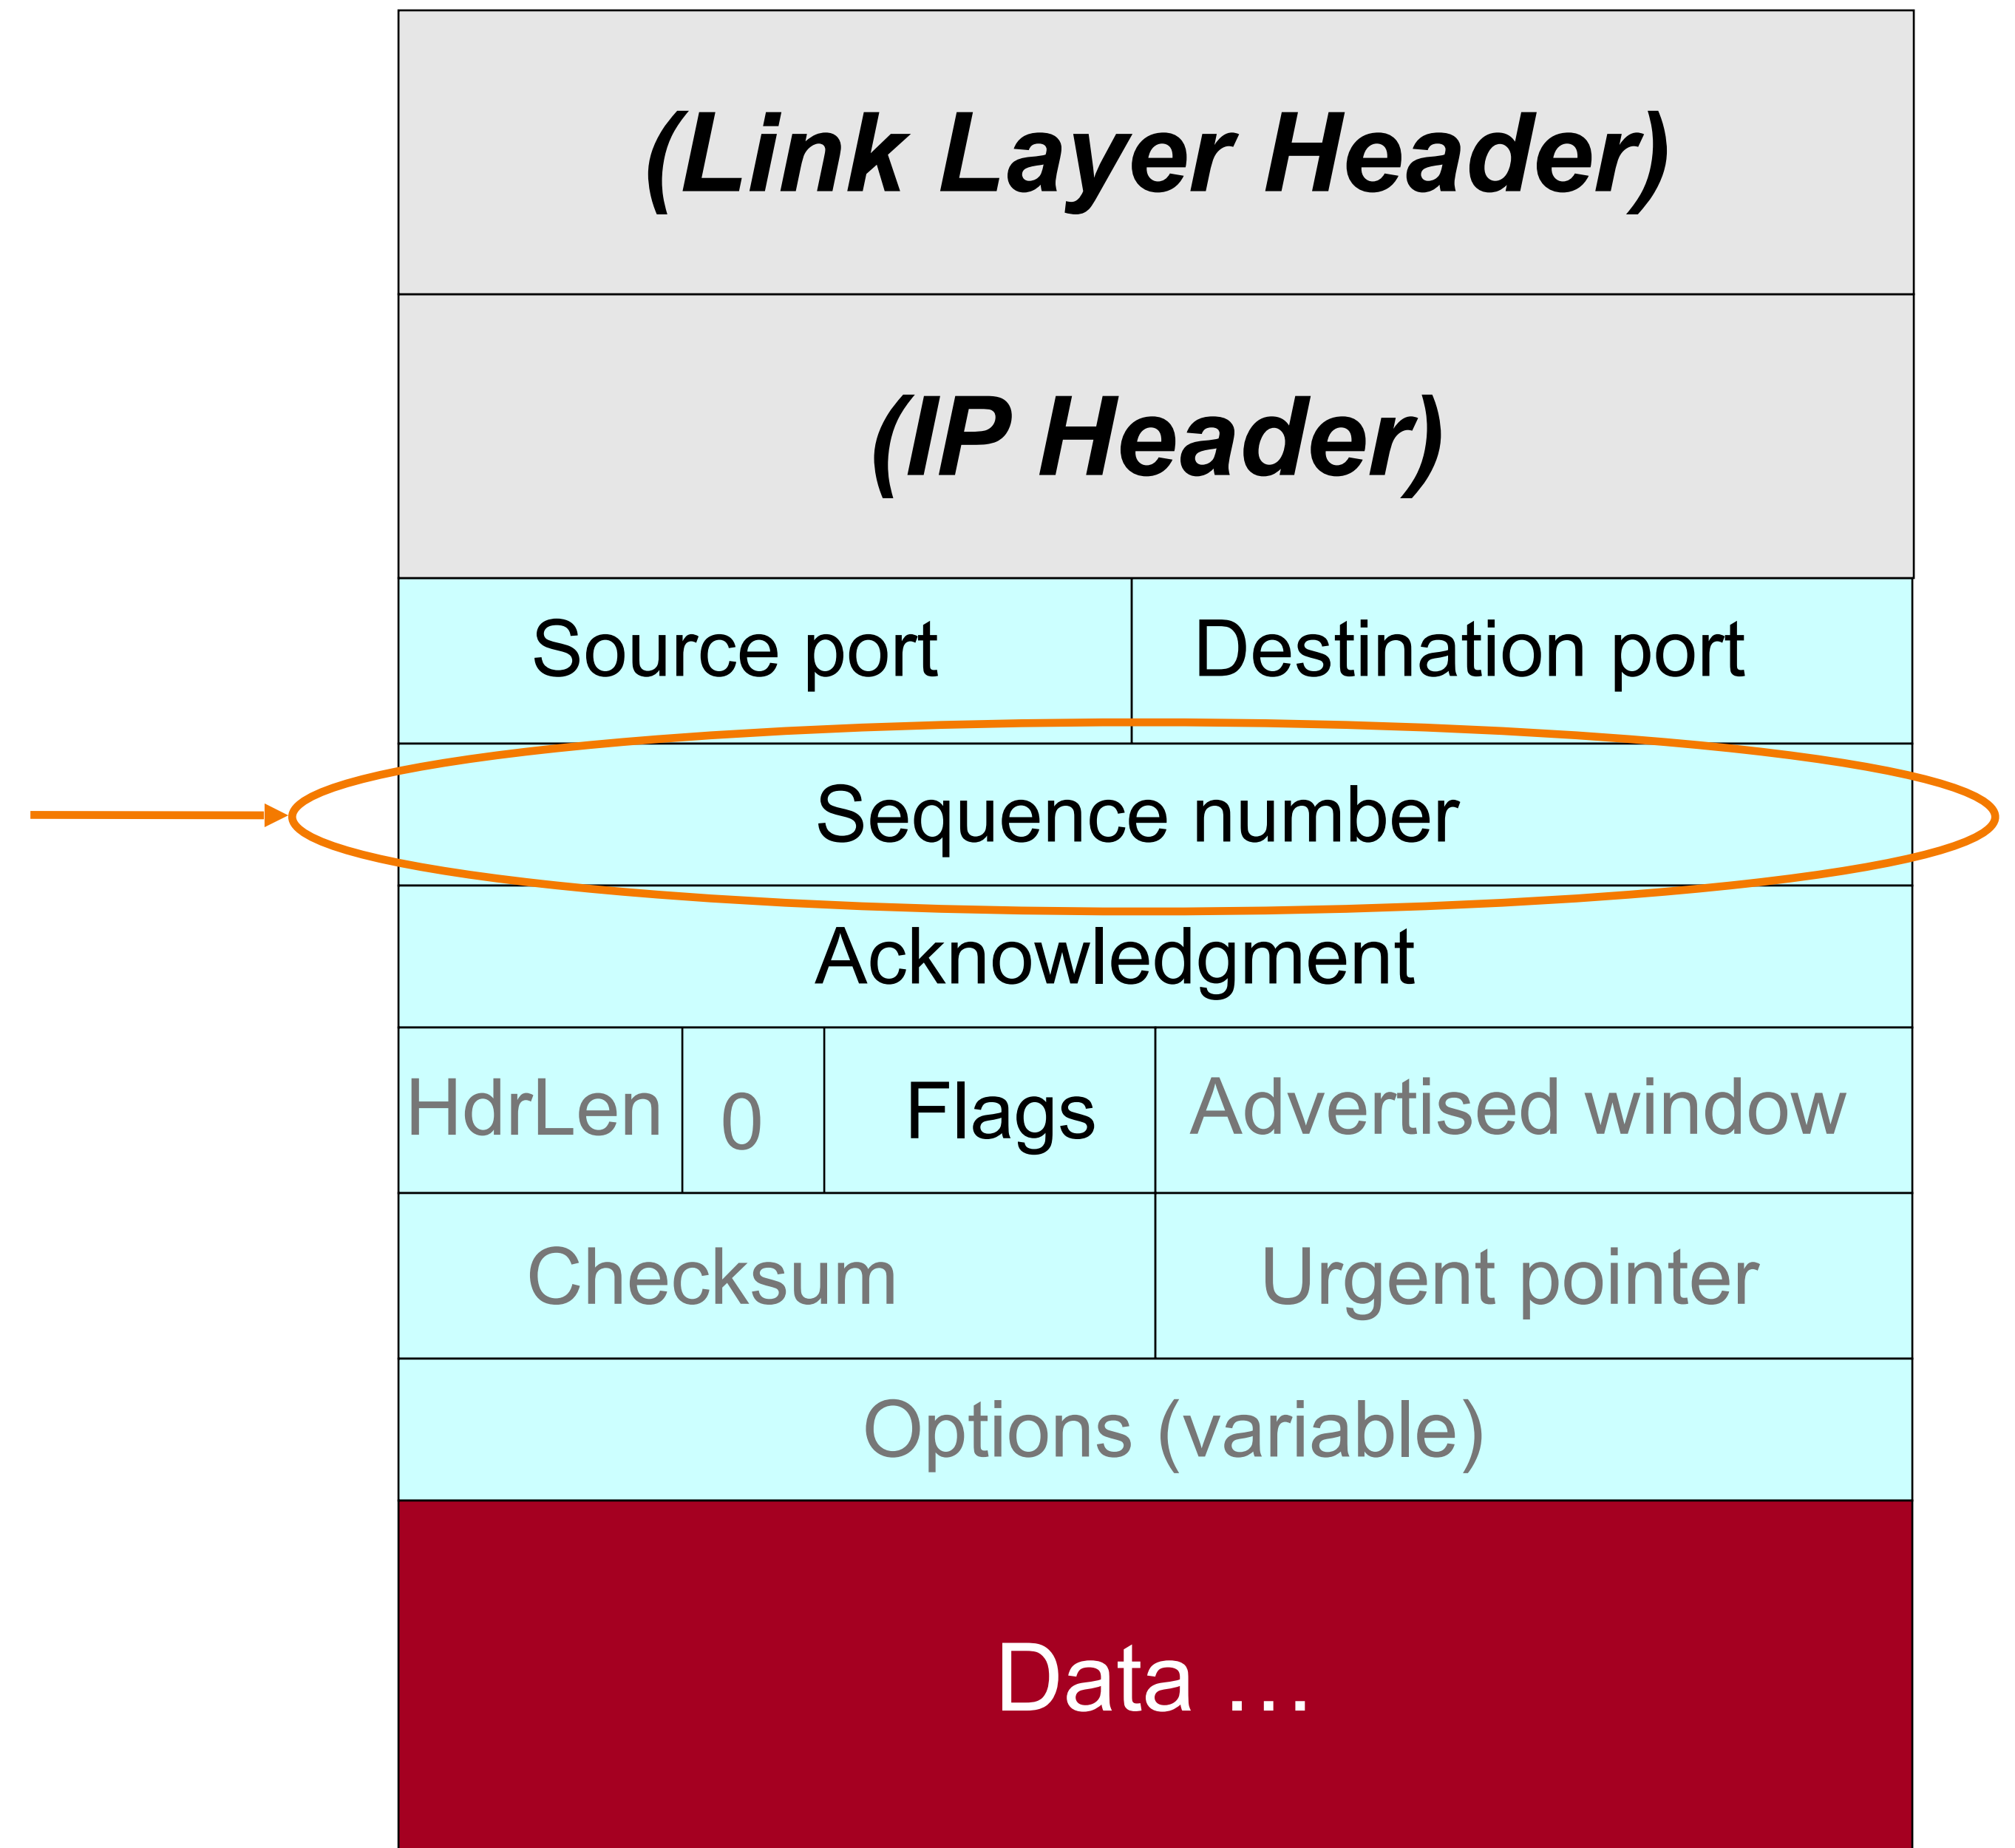 (Link Layer Header)
(IP Header)
Source port
Destination port
Sequence number
Acknowledgment
HdrLen
0
Flags
Advertised window
Checksum
Urgent pointer
Options (variable)
Data …